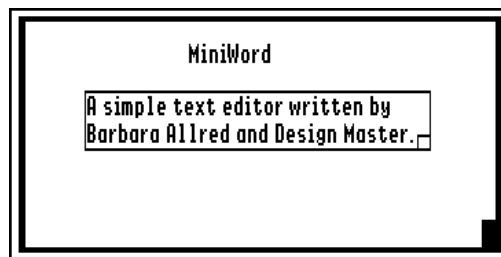 MiniWord
A simple text editor written by
Barbara Allred and Design Master.